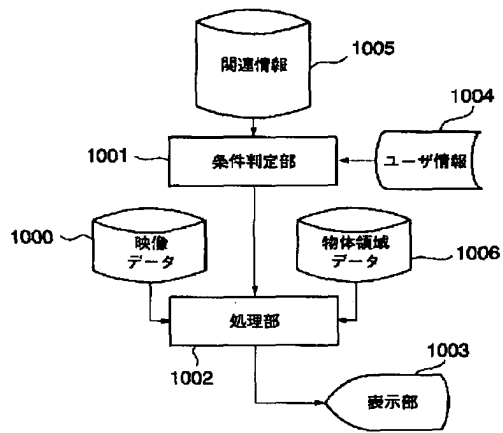 関連情報
1005
1004
1001
条件判定部
ユーザ情報
1000
映像
データ
物体領域
データ
1006
処理部
1002
1003
表示部